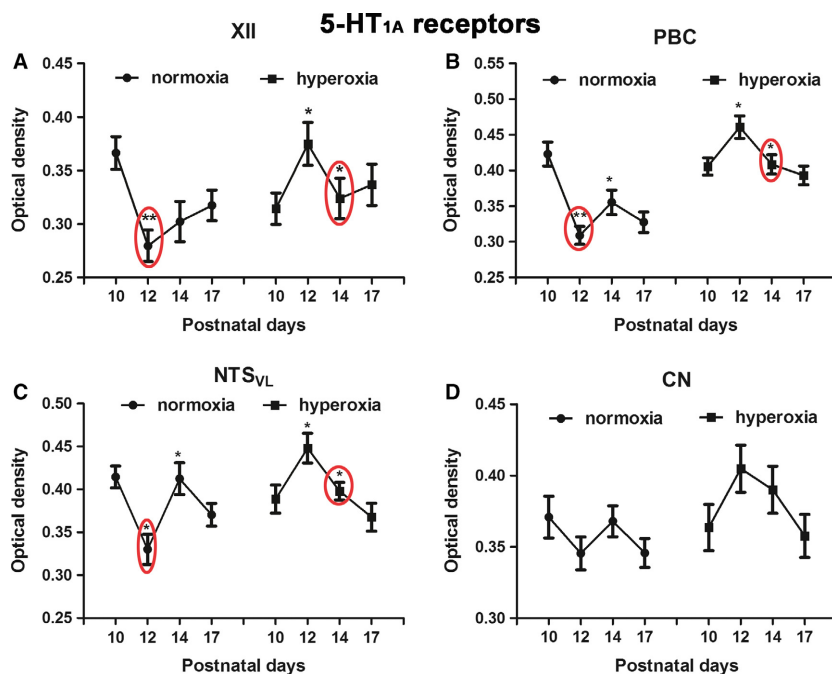 5-HT1A receptors
XII
A
normoxia
hyperoxia
Optical density
0.45
0.40
0.35
0.30
0.25
*
*
**
10 12 14 17 10 12 14 17
Postnatal days
PBC
B
normoxia
hyperoxia
Optical density
0.55
0.50
0.45
0.40
0.35
0.30
0.25
*
*
*
**
10 12 14 17 10 12 14 17
Postnatal days
NTSVL
C
normoxia
hyperoxia
Optical density
0.50
0.45
0.40
0.35
0.30
0.25
*
*
*
*
10 12 14 17 10 12 14 17
Postnatal days
CN
D
normoxia
hyperoxia
Optical density
0.45
0.40
0.35
0.30
10 12 14 17 10 12 14 17
Postnatal days